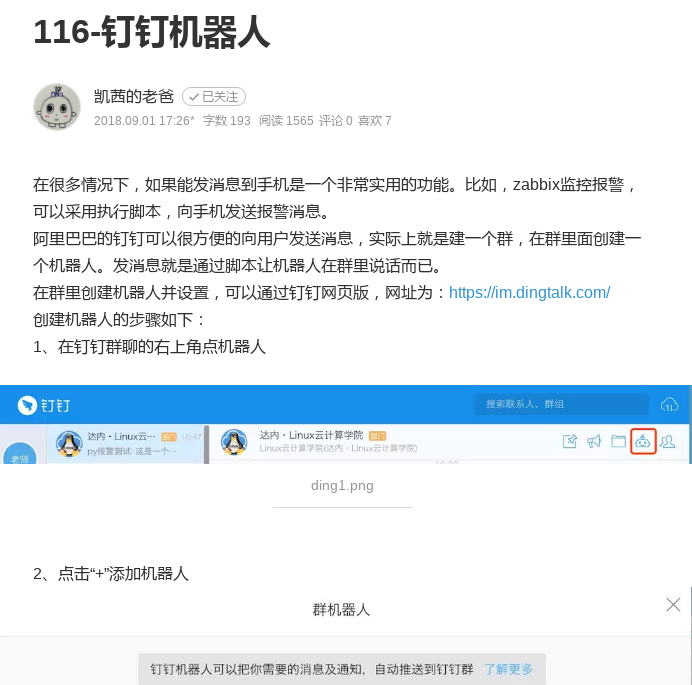 116-钉钉机器人
凯茜的老爸 已关注
2018.09.01 17:26* 字数 193 阅读 1565 评论 0 喜欢 7
在很多情况下，如果能发消息到手机是一个非常实用的功能。比如，zabbix监控报警，
可以采用执行脚本，向手机发送报警消息。
阿里巴巴的钉钉可以很方便的向用户发送消息，实际上就是建一个群，在群里面创建一
个机器人。发消息就是通过脚本让机器人在群里说话而已。
在群里创建机器人并设置，可以通过钉钉网页版，网址为：https://im.dingtalk.com/
创建机器人的步骤如下：
1、在钉钉群聊的右上角点机器人
钉钉 搜索联系人、群组
老师
达内·Linux云… 部门 16:47
py报警测试: 这是一个…
达内·Linux云计算学院 部门
Linux云计算学院(达内·Linux云计算学院)
ding1.png
2、点击“+”添加机器人
群机器人
钉钉机器人可以把你需要的消息及通知，自动推送到钉钉群 了解更多